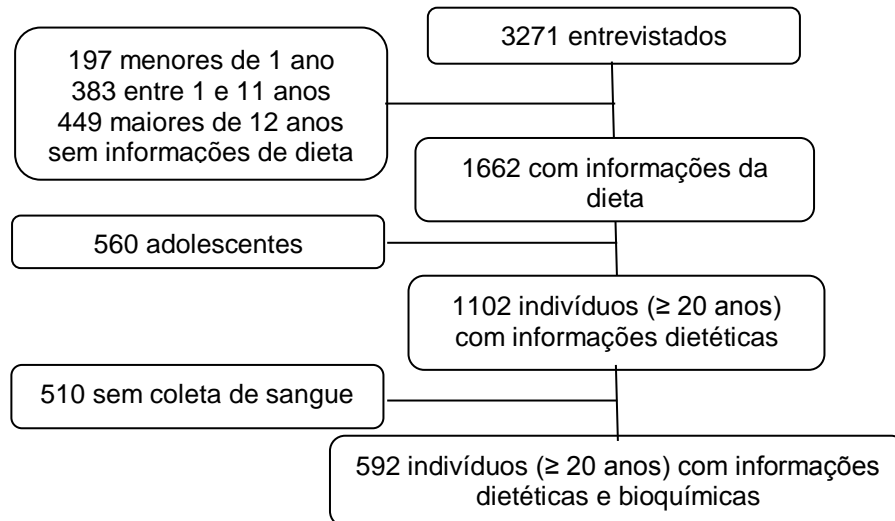 3271 entrevistados
197 menores de 1 ano
383 entre 1 e 11 anos
449 maiores de 12 anos
sem informações de dieta
1662 com informações da
dieta
560 adolescentes
1102 indivíduos (≥ 20 anos)
com informações dietéticas
510 sem coleta de sangue
592 indivíduos (≥ 20 anos) com informações
dietéticas e bioquímicas